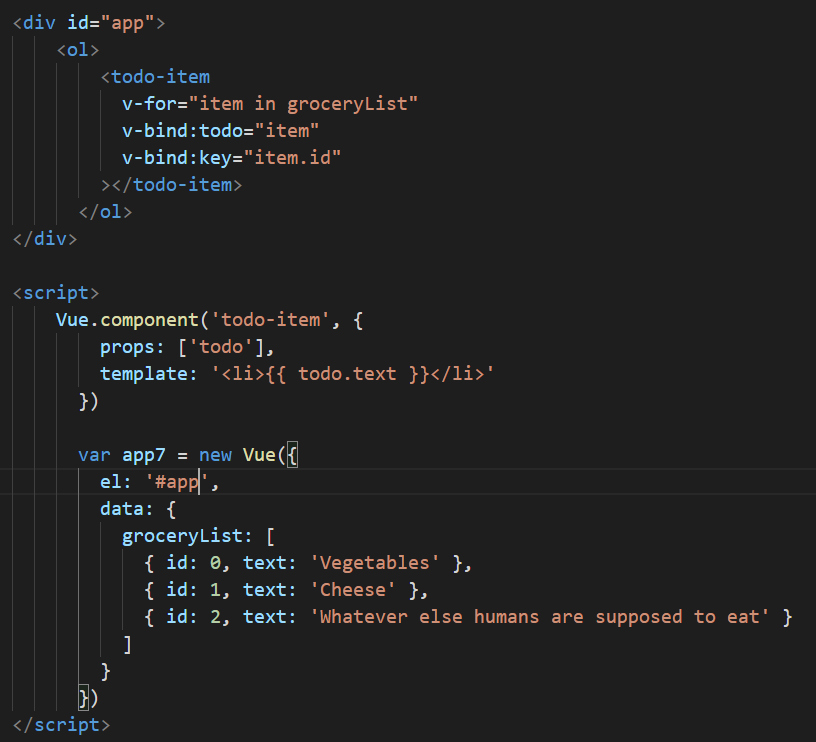 <div id="app">
    <ol>
        <todo-item
          v-for="item in groceryList"
          v-bind:todo="item"
          v-bind:key="item.id"
        ></todo-item>
      </ol>
</div>

<script>
    Vue.component('todo-item', {
        props: ['todo'],
        template: '<li>{{ todo.text }}</li>'
      })

      var app7 = new Vue({
        el: '#app',
        data: {
          groceryList: [
            { id: 0, text: 'Vegetables' },
            { id: 1, text: 'Cheese' },
            { id: 2, text: 'Whatever else humans are supposed to eat' }
          ]
        }
      })
</script>